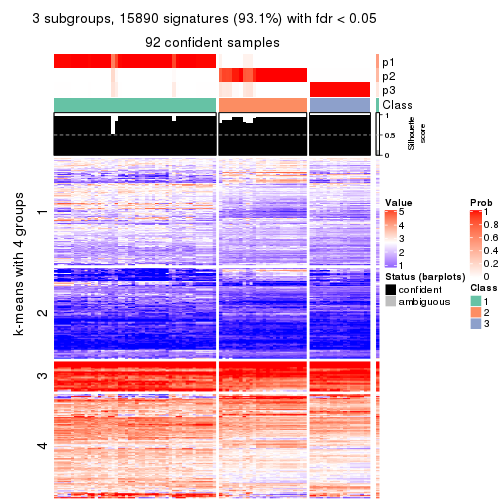 3 subgroups, 15890 signatures (93.1%) with fdr < 0.05
92 confident samples
p1
p2
p3
Class
1
0.5
0
Silhouette
score
k-means with 4 groups
1
2
3
4
Value
5
4
3
2
1
Status (barplots)
confident
ambiguous
Prob
1
0.8
0.6
0.4
0.2
0
Class
1
2
3